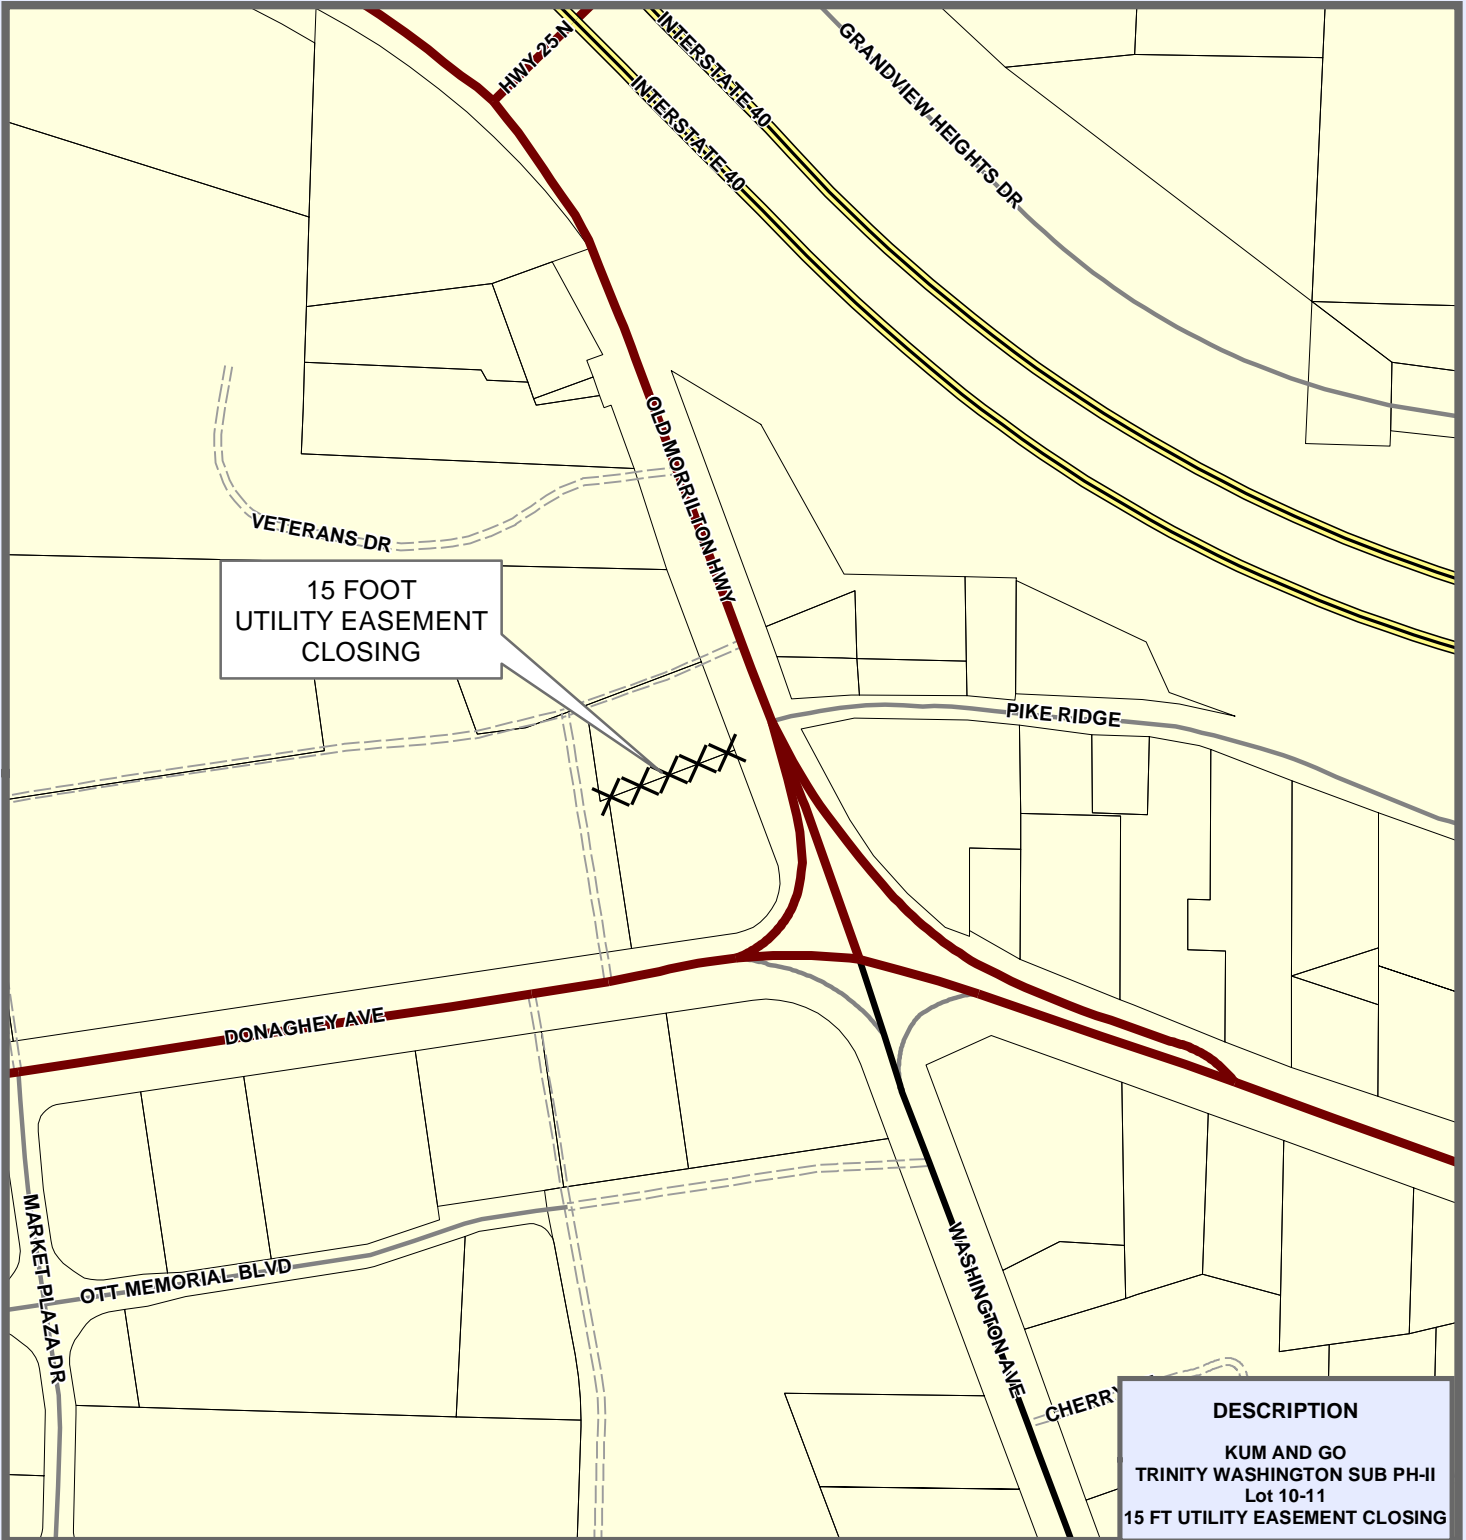 HWY 25 N
INTERSTATE 40
INTERSTATE 40
GRANDVIEW HEIGHTS DR
OLD MORRILTON HWY
VETERANS DR
15 FOOT
UTILITY EASEMENT
CLOSING
PIKE RIDGE
DONAGHEY AVE
MARKET PLAZA DR
OTT MEMORIAL BLVD
WASHINGTON AVE
CHERRY
DESCRIPTION
KUM AND GO
TRINITY WASHINGTON SUB PH-II
Lot 10-11
15 FT UTILITY EASEMENT CLOSING